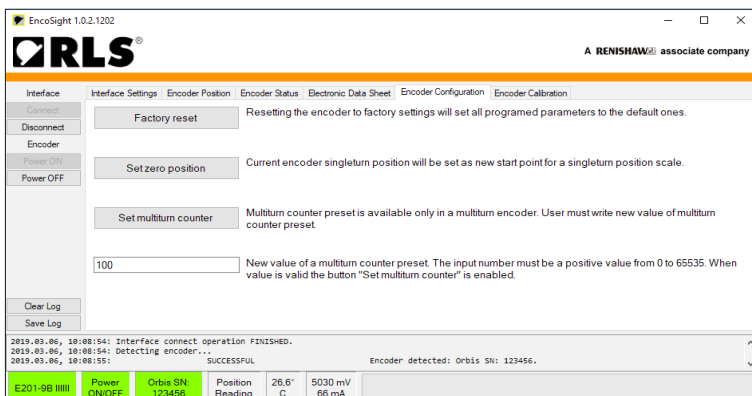 EncoSight 1.0.2.1202
RLS®
A RENISHAW associate company
Interface
Connect
Disconnect
Encoder
Power ON
Power OFF
Clear Log
Save Log
Interface Settings Encoder Position Encoder Status Electronic Data Sheet Encoder Configuration Encoder Calibration
Factory reset
Resetting the encoder to factory settings will set all programed parameters to the default ones.
Set zero position
Current encoder singleturn position will be set as new start point for a singleturn position scale.
Set multiturn counter
Multiturn counter preset is available only in a multiturn encoder. User must write new value of multiturn
counter preset.
100
New value of a multiturn counter preset. The input number must be a positive value from 0 to 65535. When
value is valid the button "Set multiturn counter" is enabled.
2019.03.06, 10:08:54: Interface connect operation FINISHED.
2019.03.06, 10:08:54: Detecting encoder...
2019.03.06, 10:08:55: SUCCESSFUL Encoder detected: Orbis SN: 123456.
E201-9B IIIIII
Power
ON/OFF
Orbis SN:
123456
Position
Reading
26,6°
C
5030 mV
66 mA